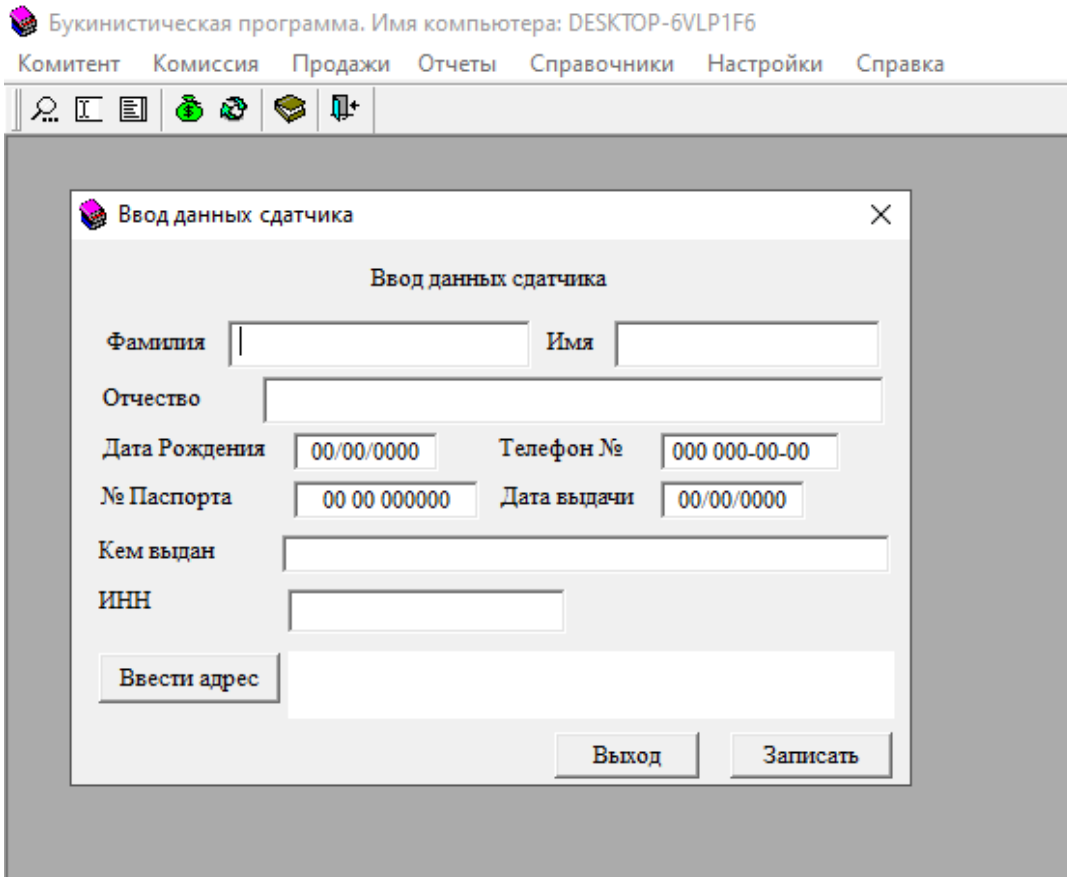 Букинистическая программа. Имя компьютера: DESKTOP-6VLP1F6
Комитент Комиссия Продажи Отчеты Справочники Настройки Справка
Ввод данных сдатчика
Ввод данных сдатчика
Фамилия Имя
Отчество
Дата Рождения 00/00/0000 Телефон № 000 000-00-00
№ Паспорта 00 00 000000 Дата выдачи 00/00/0000
Кем выдан
ИНН
Ввести адрес
Выход Записать